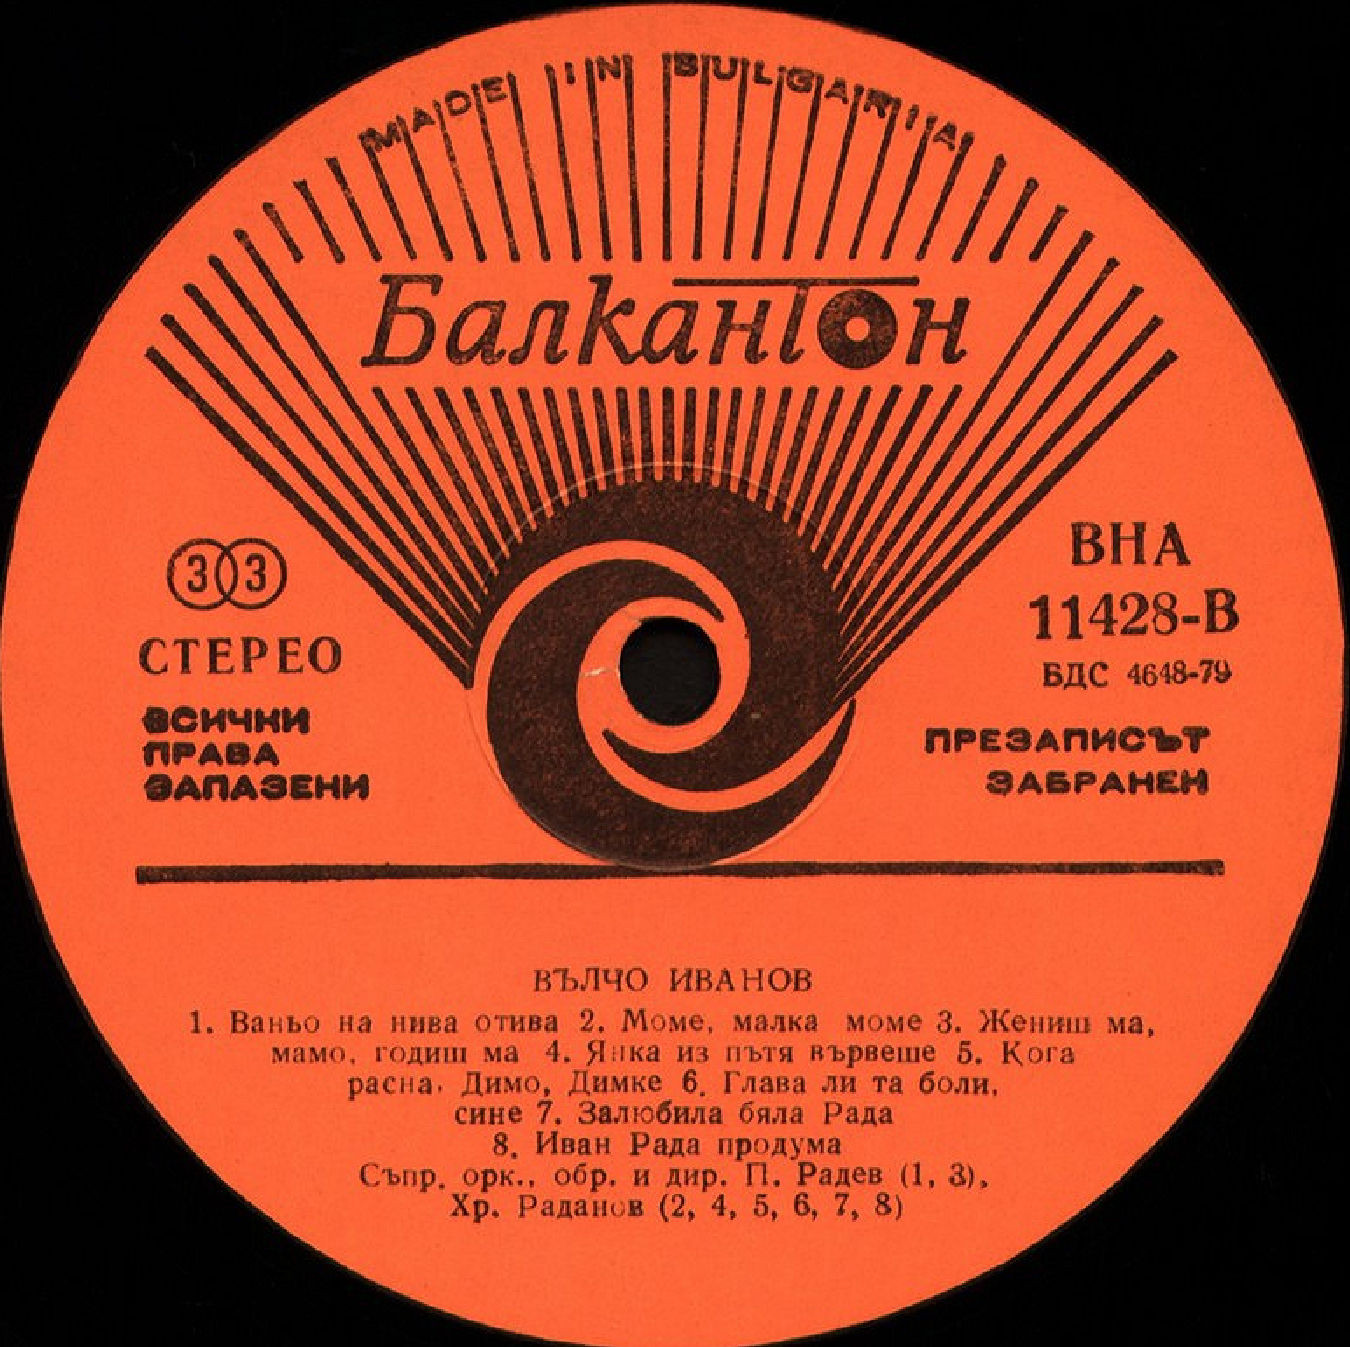 MADE IN BULGARIA
Балкантон
33
СТЕРЕО
ВСИЧКИ
ПРАВА
ЗАПАЗЕНИ
ВНА
11428-В
БДС 4648-79
ПРЕЗАПИСЪТ
ЗАБРАНЕН
ВЪЛЧО ИВАНОВ
1. Ваньо на нива отива 2. Моме, малка моме 3. Жениш ма,
мамо, годиш ма 4. Янка из пътя вървеше 5. Кога
расна, Димо, Димке 6. Глава ли та боли,
сине 7. Залюбила бяла Рада
8. Иван Рада продума
Съпр. орк., обр. и дир. П. Радев (1, 3),
Хр. Раданов (2, 4, 5, 6, 7, 8)